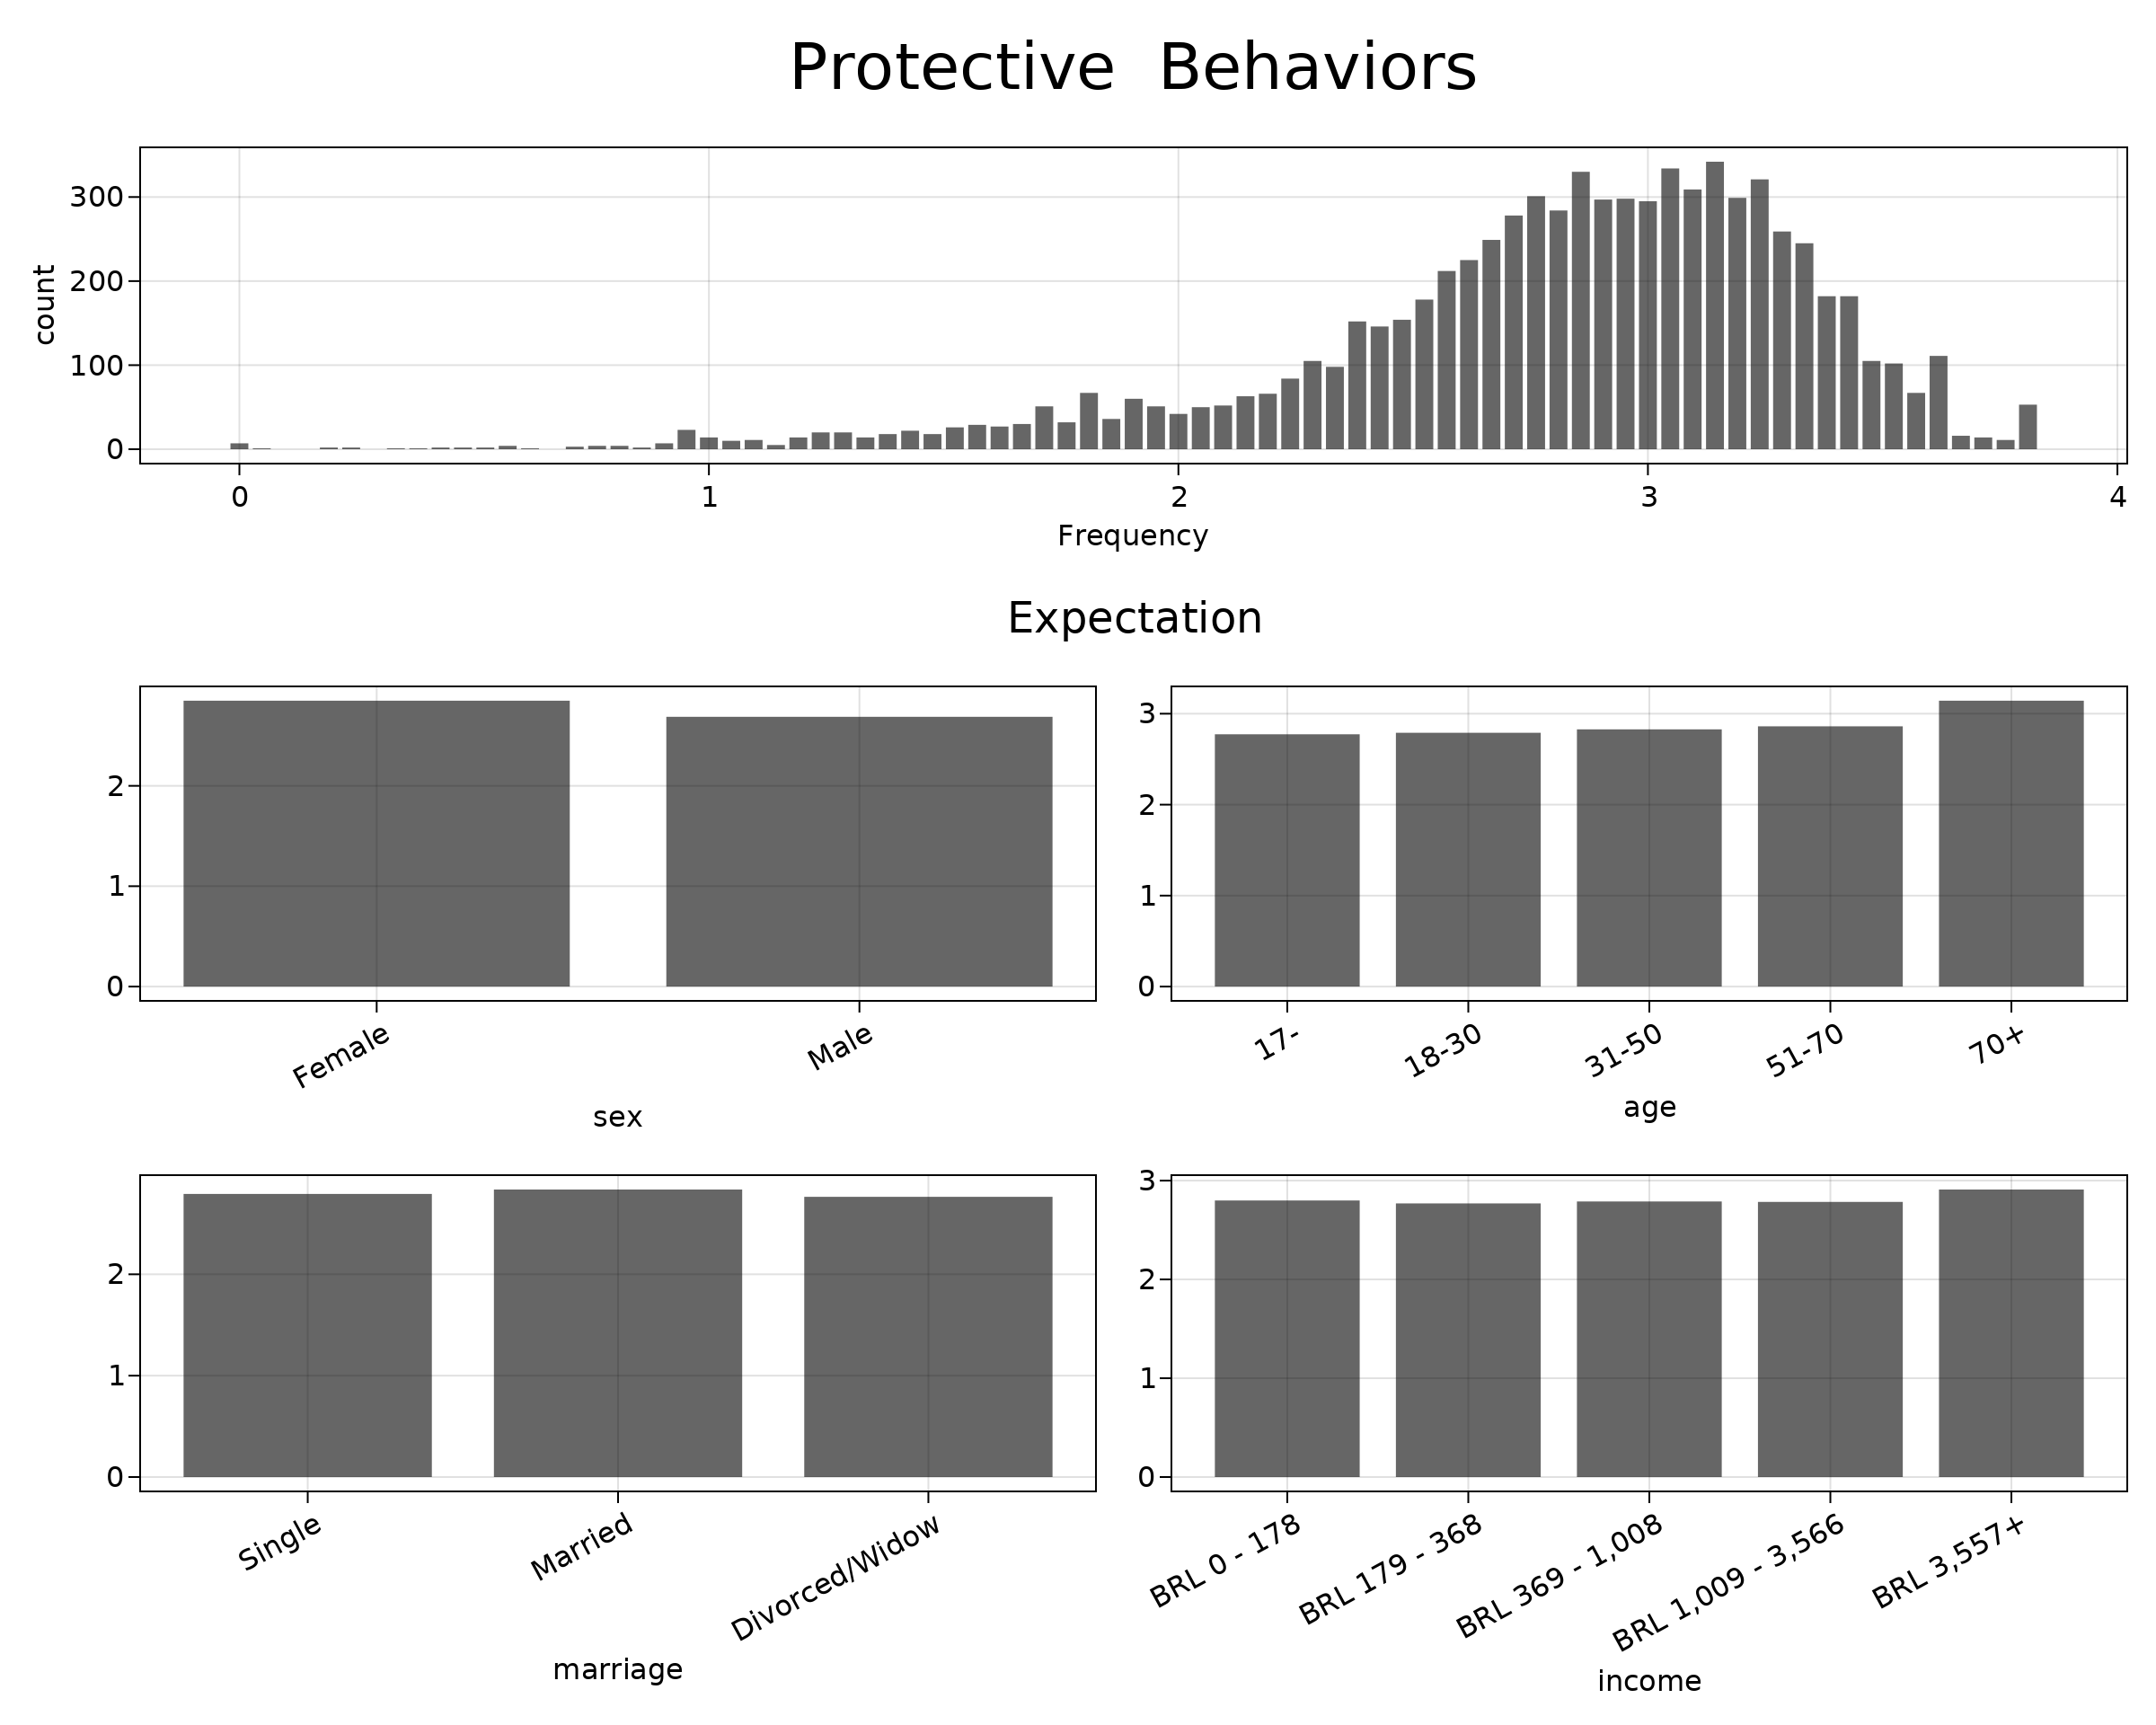 Protective Behaviors
count
300
200
100
0
0 1 2 3 4
Frequency
Expectation
2
1
0
Female Male
sex
3
2
1
0
17- 18-30 31-50 51-70 70+
age
2
1
0
Single Married Divorced/Widow
marriage
3
2
1
0
BRL 0 - 178 BRL 179 - 368 BRL 369 - 1,008 BRL 1,009 - 3,566 BRL 3,557+
income